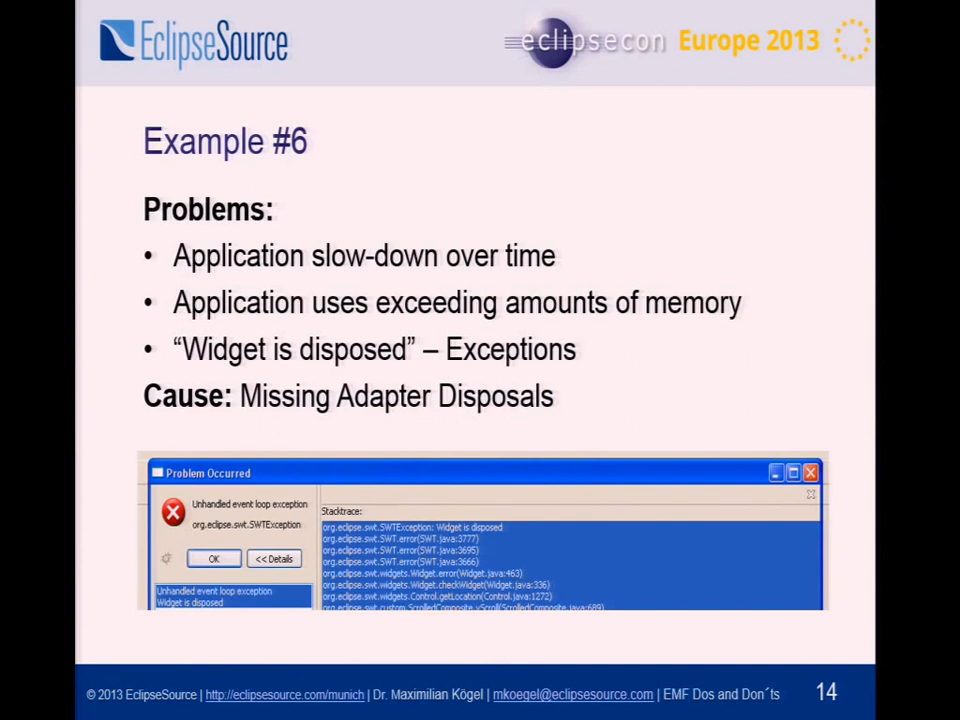 EclipseSource
eclipsecon Europe 2013
Example #6
Problems:
• Application slow-down over time
• Application uses exceeding amounts of memory
• “Widget is disposed” – Exceptions
Cause: Missing Adapter Disposals
Problem Occurred
Unhandled event loop exception
org.eclipse.swt.SWTException
OK
<< Details
Unhandled event loop exception
Widget is disposed
Stacktrace:
org.eclipse.swt.SWTException: Widget is disposed
org.eclipse.swt.SWT.error(SWT.java:3777)
org.eclipse.swt.SWT.error(SWT.java:3695)
org.eclipse.swt.SWT.error(SWT.java:3666)
org.eclipse.swt.widgets.Widget.error(Widget.java:463)
org.eclipse.swt.widgets.Widget.checkWidget(Widget.java:336)
org.eclipse.swt.widgets.Control.getLocation(Control.java:1272)
org.eclipse.swt.custom.ScrolledComposite.vScroll(ScrolledComposite.java:689)
© 2013 EclipseSource | http://eclipsesource.com/munich | Dr. Maximilian Kögel | mkoegel@eclipsesource.com | EMF Dos and Don´ts 14